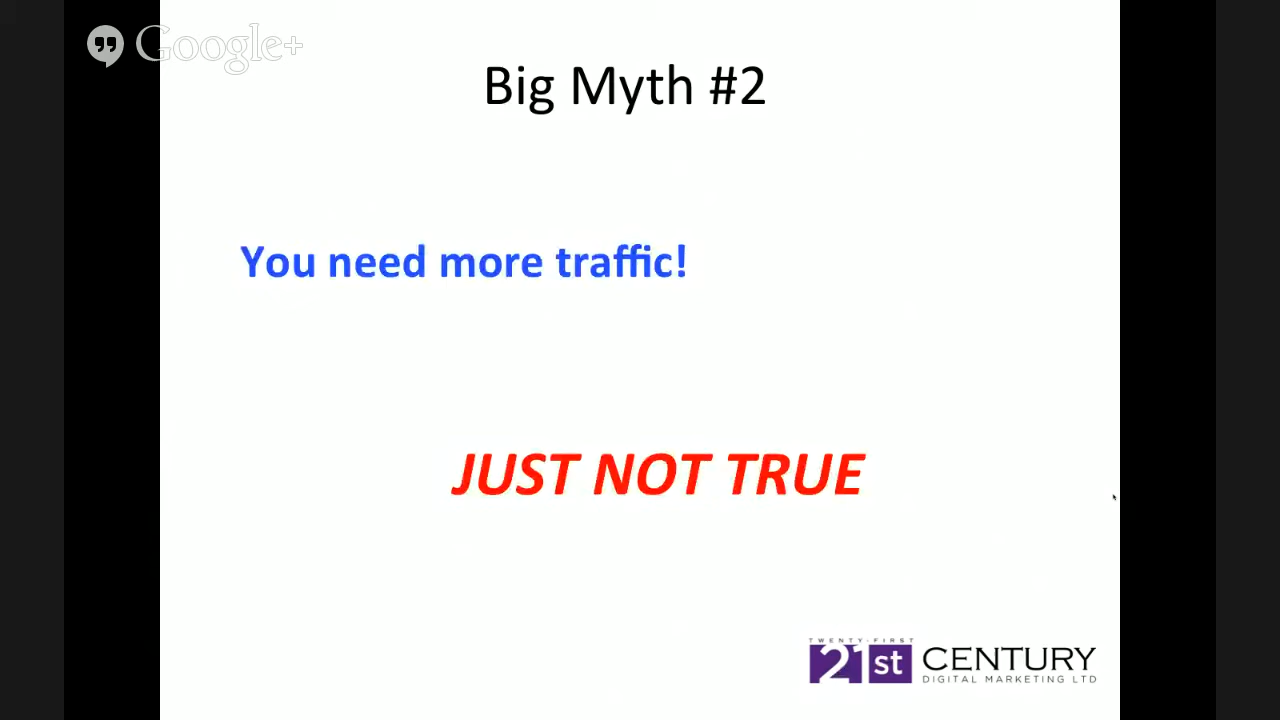 Google+
Big Myth #2
You need more traffic!
JUST NOT TRUE
TWENTY-FIRST
21st CENTURY
DIGITAL MARKETING LTD